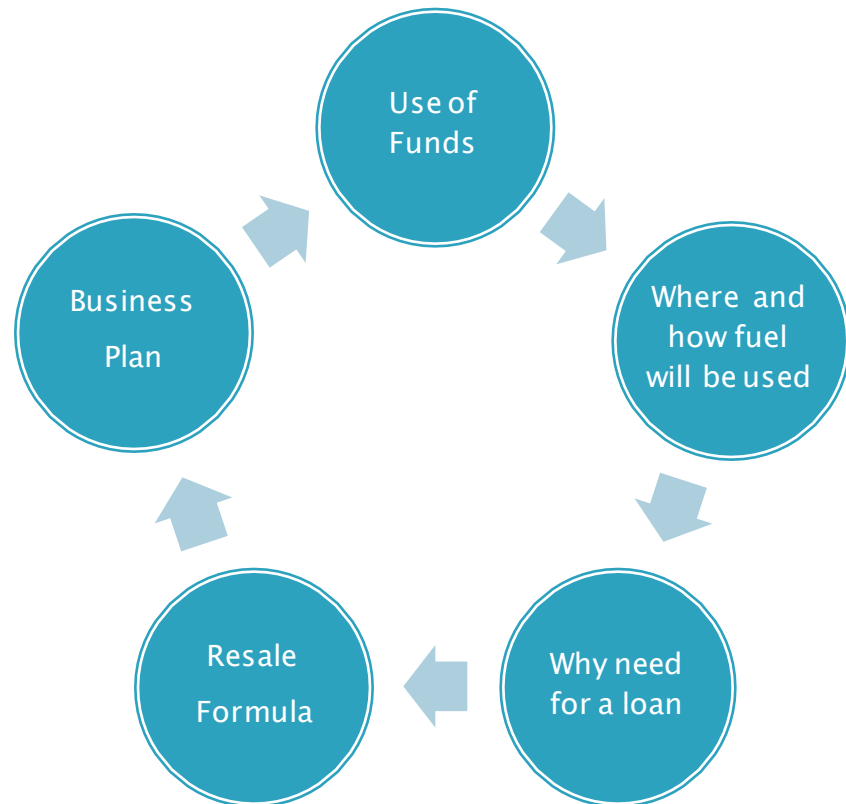 Use of
Funds
Where and
how fuel
will be used
Why need
for a loan
Resale
Formula
Business
Plan